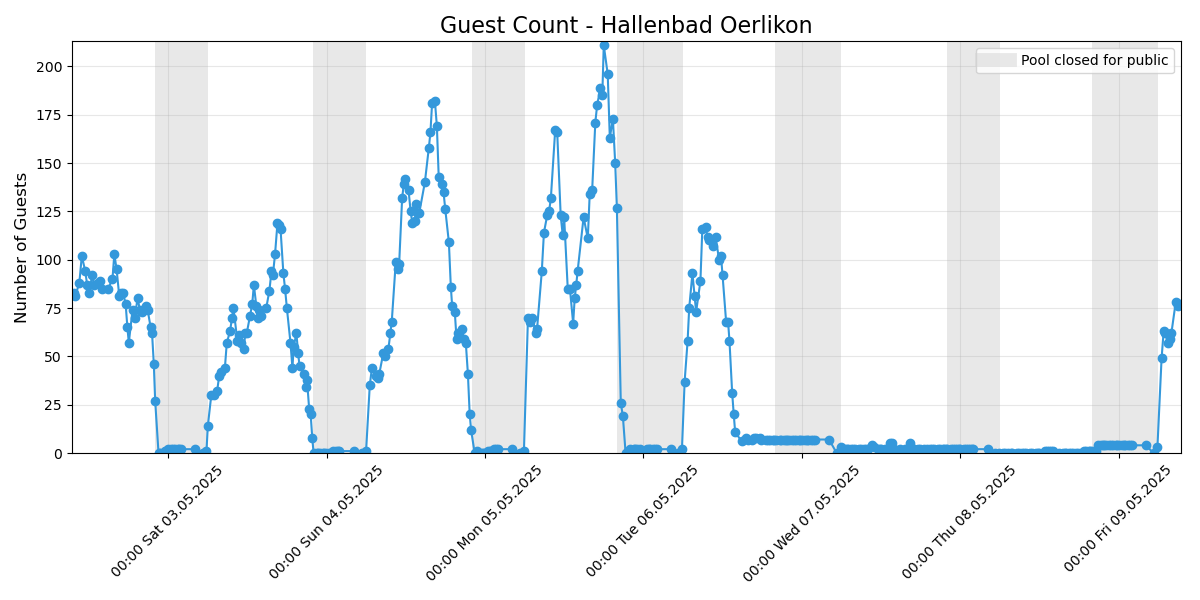 Guest Count - Hallenbad Oerlikon
Pool closed for public
Number of Guests
200
175
150
125
100
75
50
25
0
00:00 Sat 03.05.2025
00:00 Sun 04.05.2025
00:00 Mon 05.05.2025
00:00 Tue 06.05.2025
00:00 Wed 07.05.2025
00:00 Thu 08.05.2025
00:00 Fri 09.05.2025